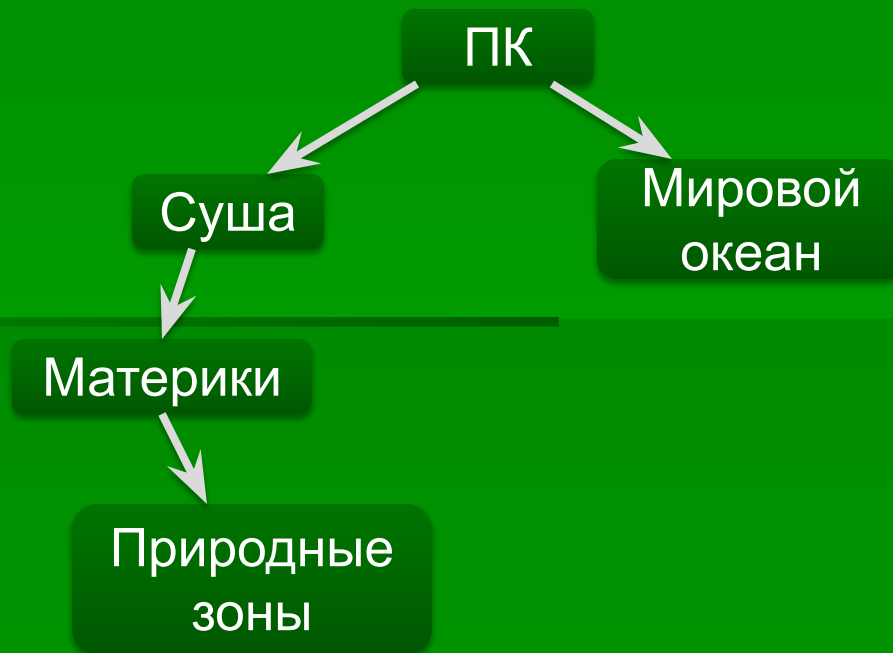 ПК
Суша
Мировой
океан
Материки
Природные
зоны